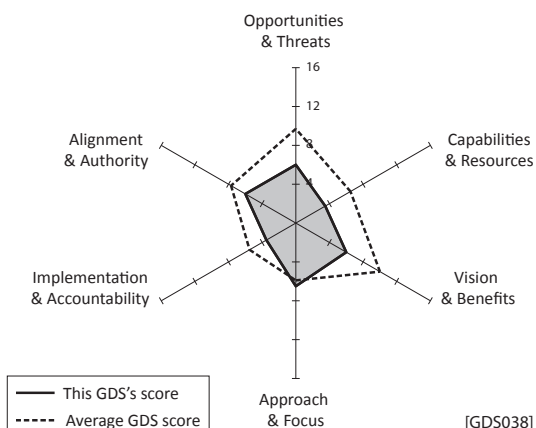 Opportunities
& Threats
16
12
8
4
Alignment
& Authority
Capabilities
& Resources
Implementation
& Accountability
Vision
& Benefits
This GDS's score
Average GDS score
Approach
& Focus
[GDS038]